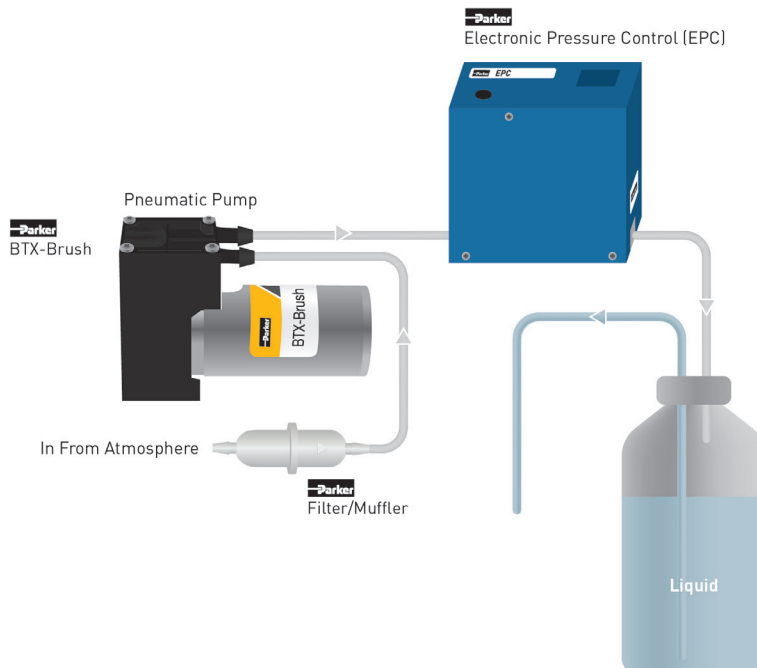 Parker
Electronic Pressure Control (EPC)
Parker EPC
Parker
Pneumatic Pump
Parker
BTX-Brush
Parker
BTX-Brush
In From Atmosphere
Parker
Filter/Muffler
Liquid